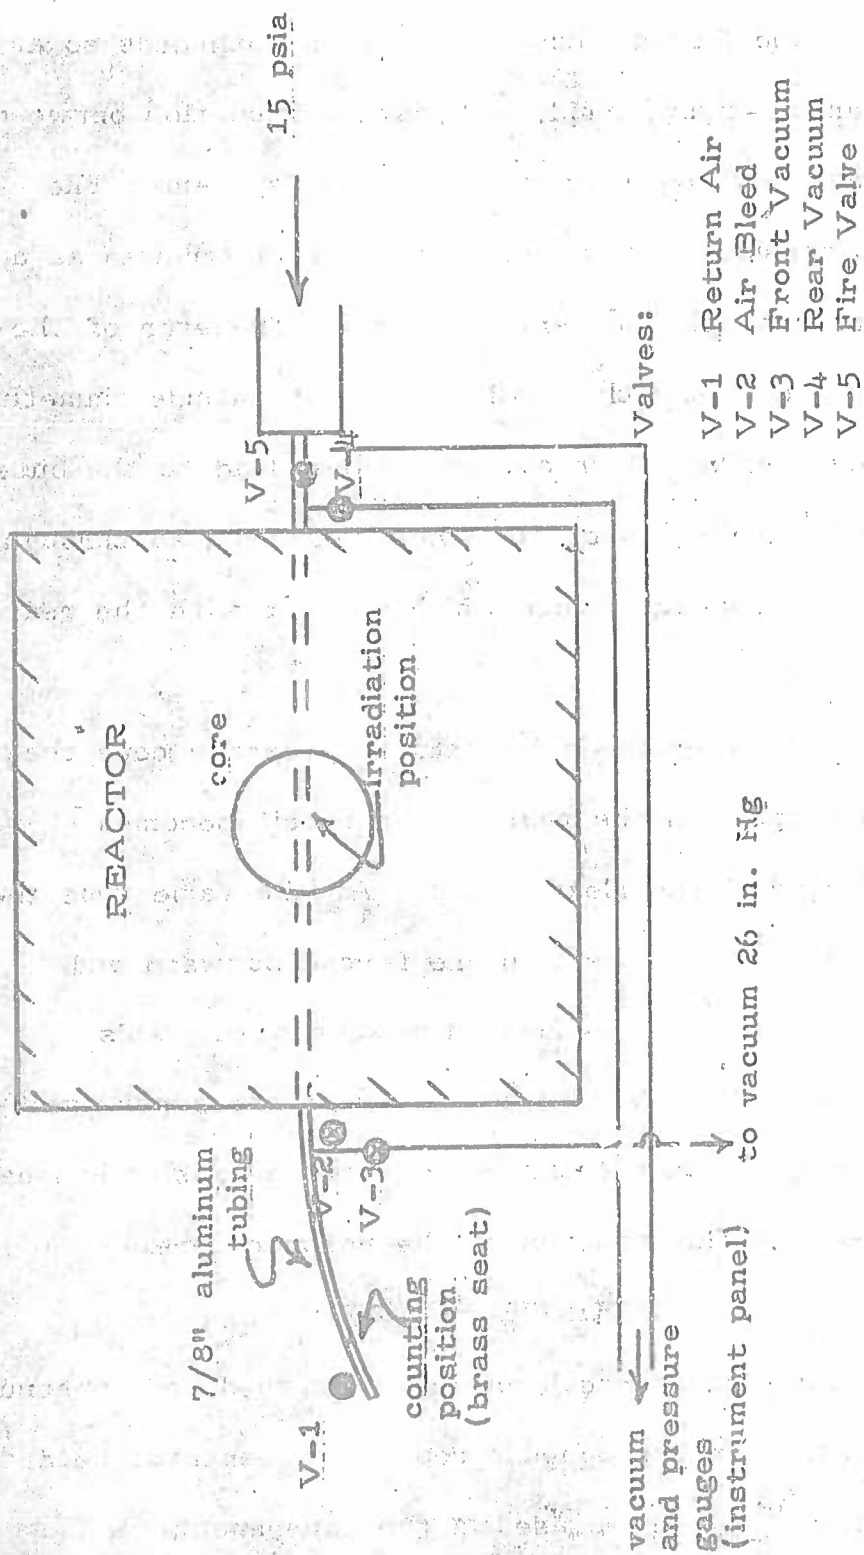 REACTOR
core
irradiation
position
7/8" aluminum
tubing
counting
position
(brass seat)
V-1
V-2
V-3
V-5
V-4
15 psia
vacuum
and pressure
gauges
(instrument panel)
to vacuum 26 in. Hg
Valves:
V-1 Return Air
V-2 Air Bleed
V-3 Front Vacuum
V-4 Rear Vacuum
V-5 Fire Valve